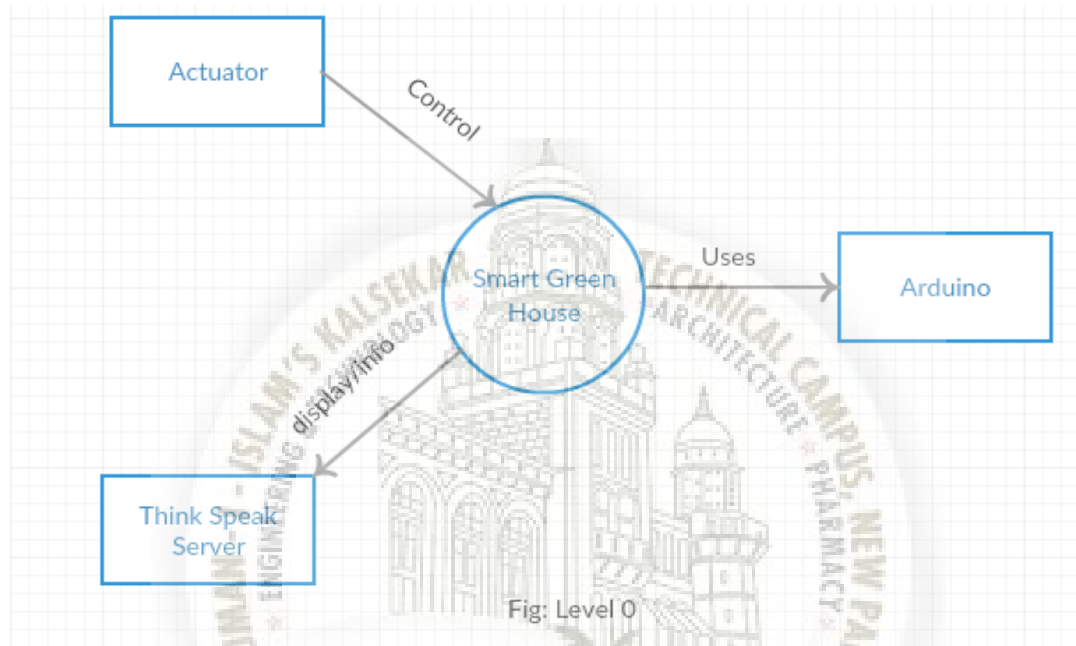 Actuator
Control
Smart Green
House
Uses
Arduino
display/info
Think Speak
Server
Fig: Level 0
ISLAM'S KALSEKAR TECHNICAL CAMPUS, NEW PA
ENGINEERING
ARCHITECTURE * PHARMACY *